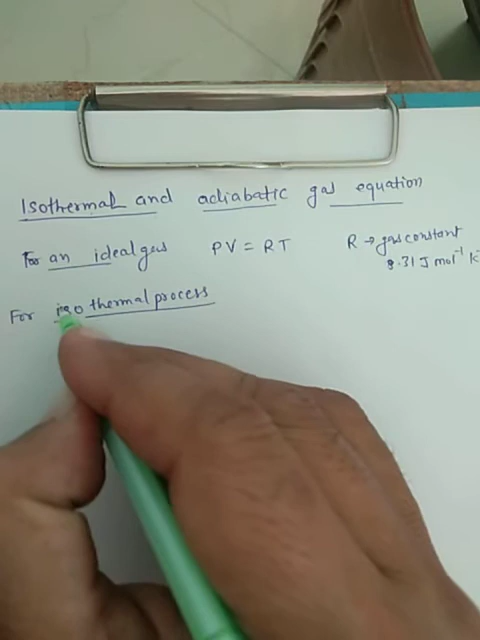 Isothermal and adiabatic gas equation
For an ideal gas PV = RT R → gas constant
8.31 J mol⁻¹ K⁻
For isothermal process